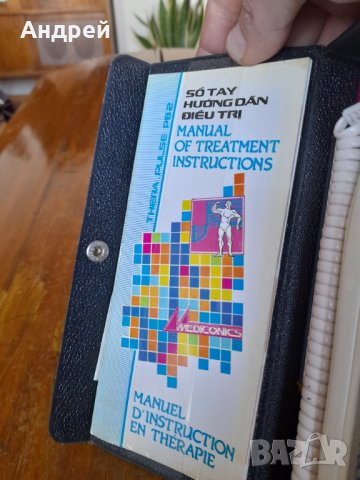 Андрей
THERA PULSE PB2
SỔ TAY
HƯỚNG DẪN
ĐIỀU TRỊ
MANUAL
OF TREATMENT
INSTRUCTIONS
MEDICONICS
MANUEL
D'INSTRUCTION
EN THERAPIE
BAZAR